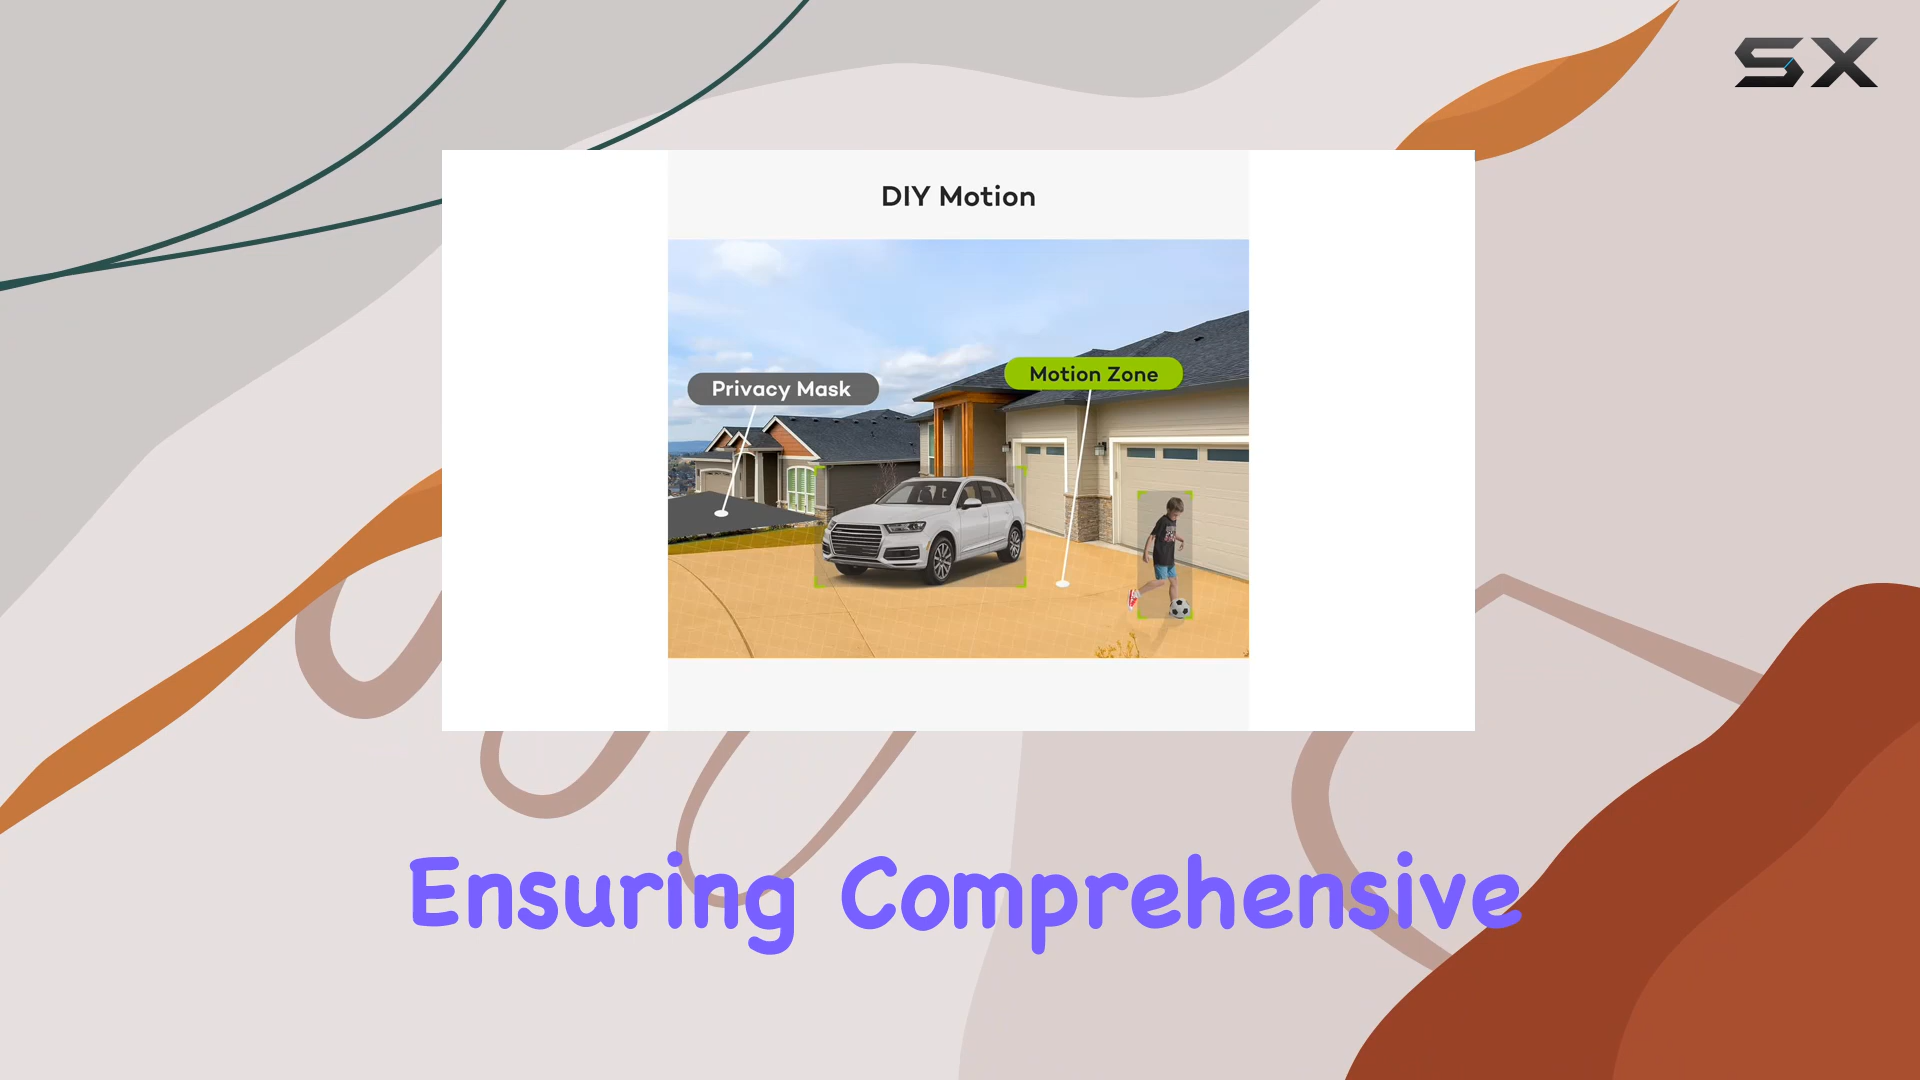 SX
DIY Motion
Motion Zone
Privacy Mask
Ensuring Comprehensive